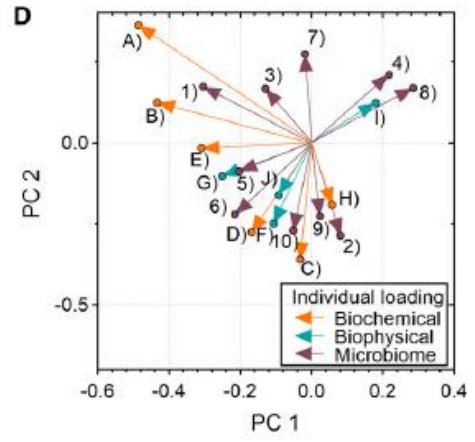 D
A)
7)
4)
1)
3)
8)
B)
I)
0.0
E)
G)
5)
J)
H)
6)
D)
F)
10)
9)
2)
C)
PC 2
-0.5
Individual loading
Biochemical
Biophysical
Microbiome
-0.6
-0.4
-0.2
0.0
0.2
0.4
PC 1